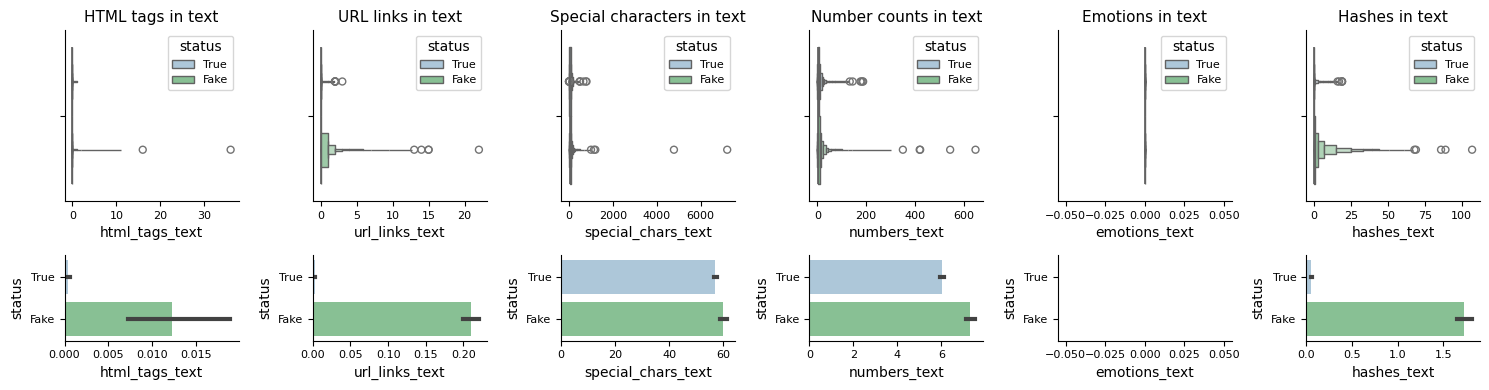 HTML tags in text
status
True
Fake
0 10 20 30
html_tags_text
URL links in text
status
True
Fake
0 5 10 15 20
url_links_text
Special characters in text
status
True
Fake
0 2000 4000 6000
special_chars_text
Number counts in text
status
True
Fake
0 200 400 600
numbers_text
Emotions in text
status
True
Fake
−0.050 −0.025 0.000 0.025 0.050
emotions_text
Hashes in text
status
True
Fake
0 25 50 75 100
hashes_text
status
True
Fake
0.000 0.005 0.010 0.015
html_tags_text
status
True
Fake
0.00 0.05 0.10 0.15 0.20
url_links_text
status
True
Fake
0 20 40 60
special_chars_text
status
True
Fake
0 2 4 6
numbers_text
status
True
Fake
−0.050 −0.025 0.000 0.025 0.050
emotions_text
status
True
Fake
0.0 0.5 1.0 1.5
hashes_text